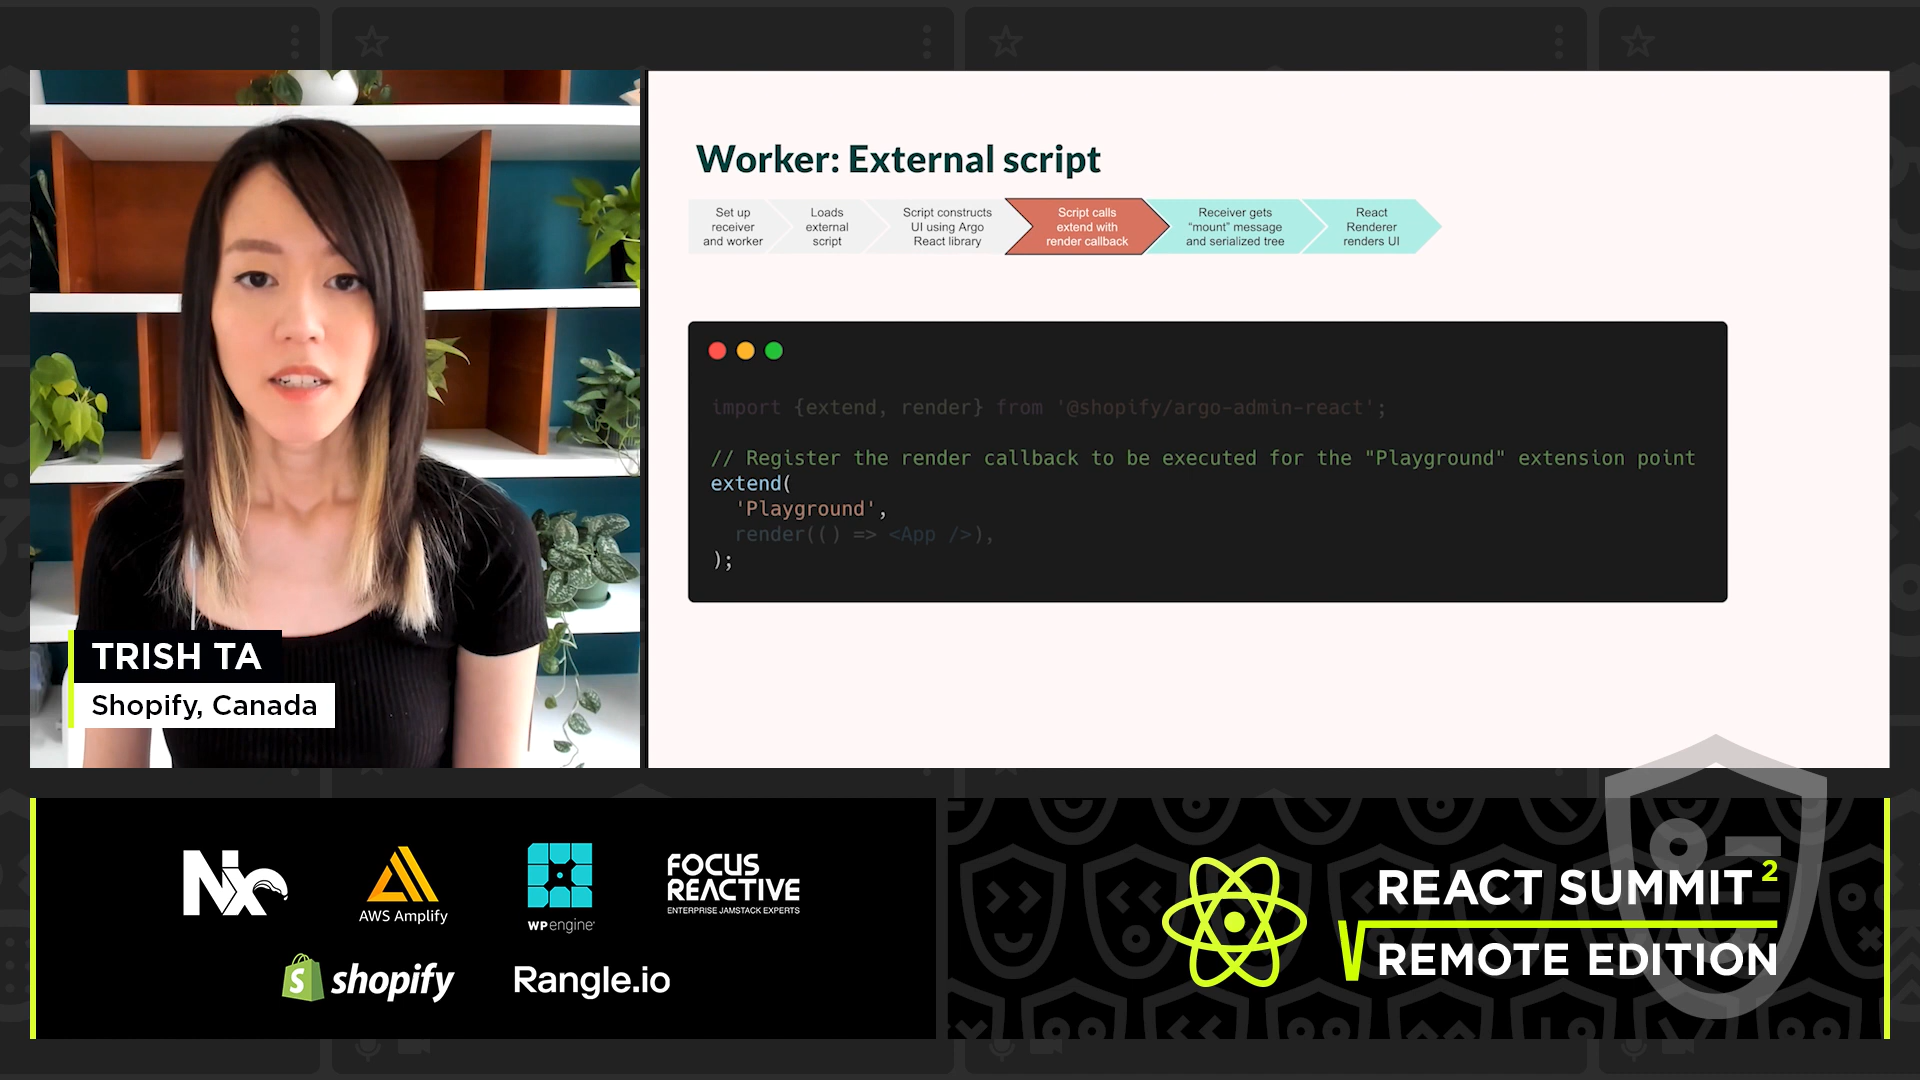 Worker: External script
Set up
receiver
and worker
Loads
external
script
Script constructs
UI using Argo
React library
Script calls
extend with
render callback
Receiver gets
“mount” message
and serialized tree
React
Renderer
renders UI
import {extend, render} from '@shopify/argo-admin-react';
// Register the render callback to be executed for the "Playground" extension point
extend(
'Playground',
render(() => <App />),
);
TRISH TA
Shopify, Canada
Nx
AWS Amplify
WP engine
FOCUS
REACTIVE
ENTERPRISE JAMSTACK EXPERTS
shopify
Rangle.io
REACT SUMMIT 2
REMOTE EDITION